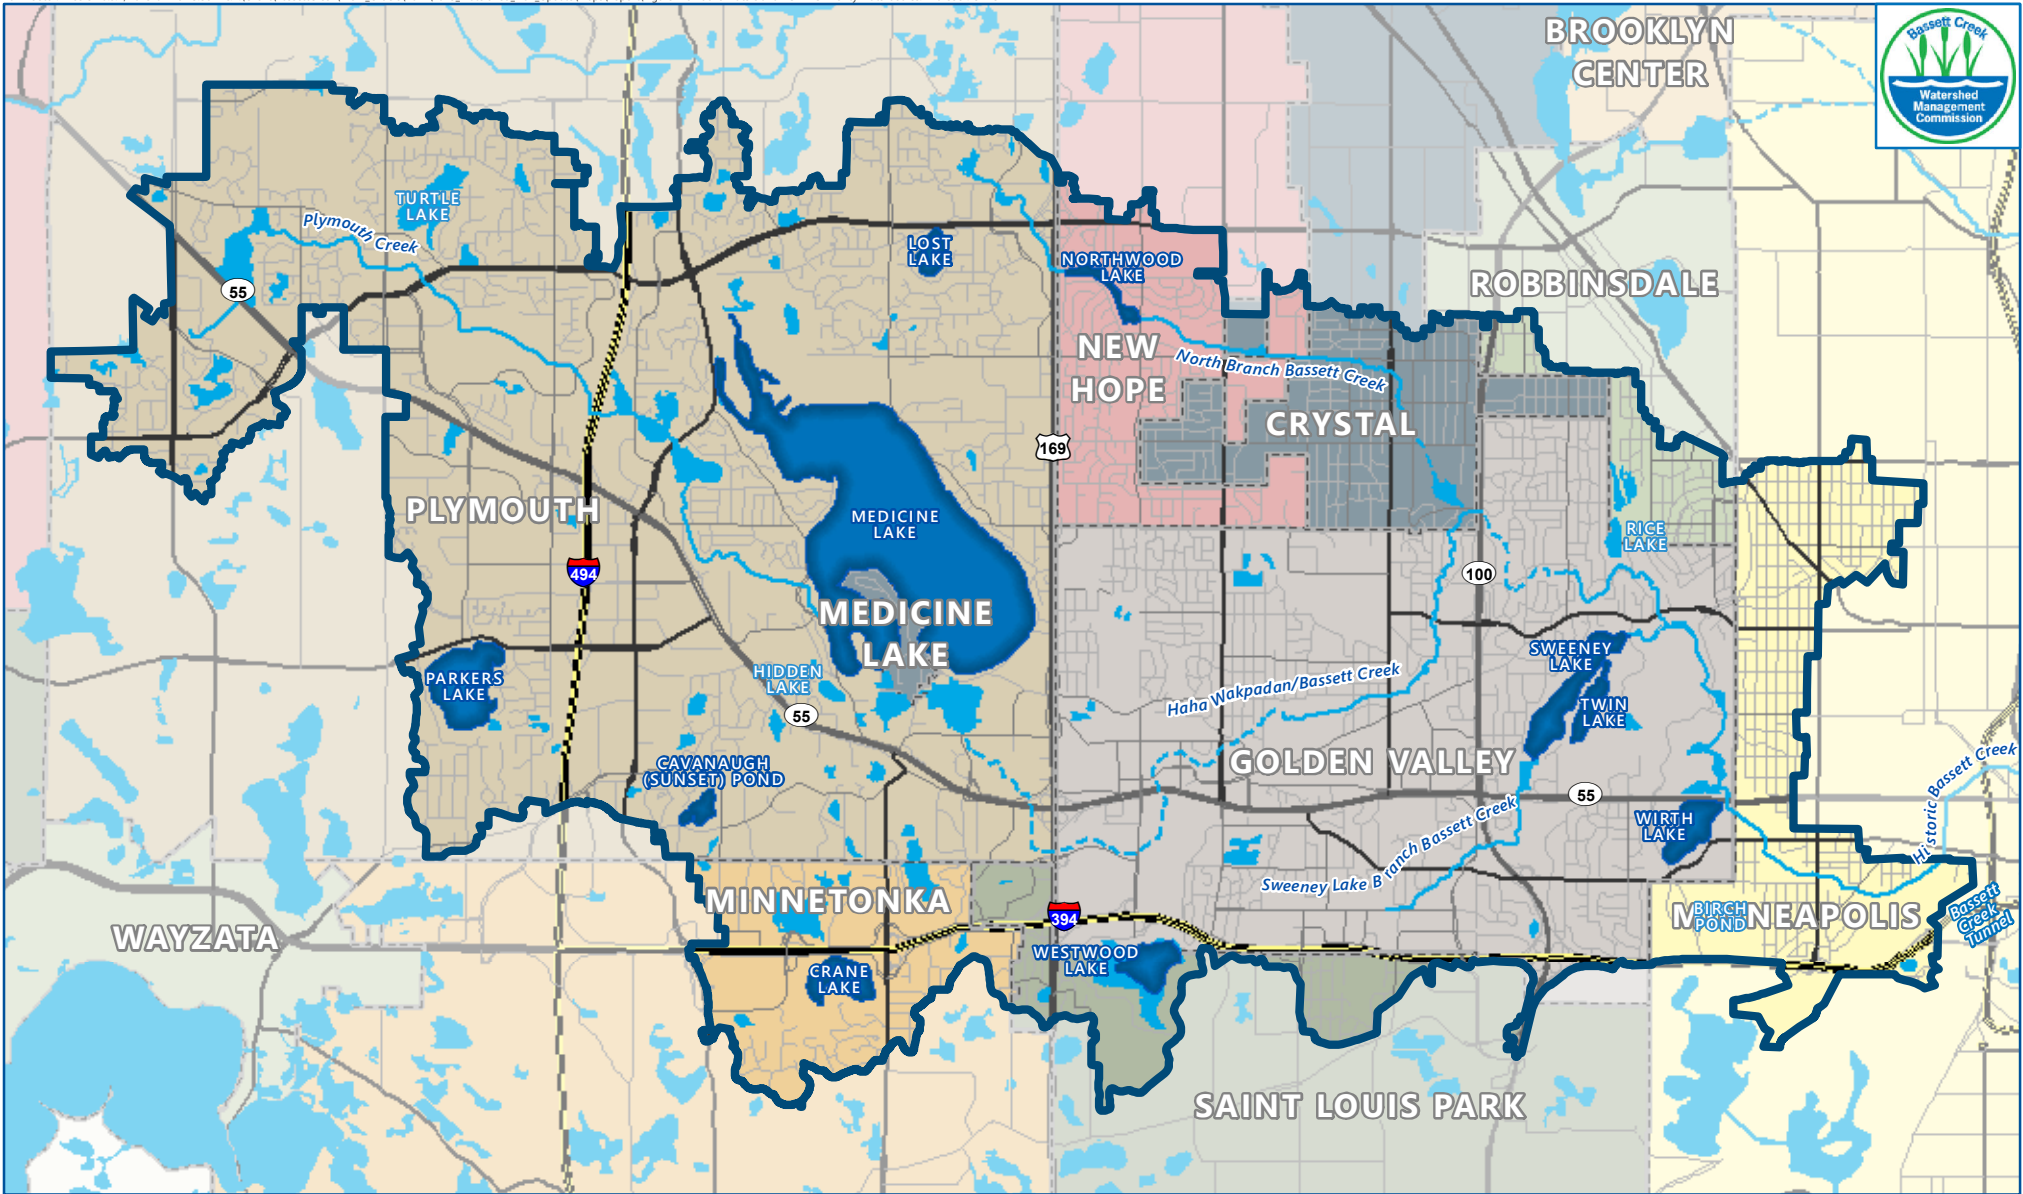 BROOKLYN
CENTER
Bassett Creek
Watershed
Management
Commission
TURTLE
LAKE
Plymouth Creek
LOST
LAKE
NORTHWOOD
LAKE
ROBBINSDALE
55
NEW
HOPE
North Branch Bassett Creek
CRYSTAL
169
PLYMOUTH
MEDICINE
LAKE
RICE
LAKE
494
100
MEDICINE
LAKE
SWEENEY
LAKE
PARKERS
LAKE
HIDDEN
LAKE
Haha Wakpadan/Bassett Creek
TWIN
LAKE
55
CAVANAUGH
(SUNSET) POND
GOLDEN VALLEY
Historic Bassett Creek
55
WIRTH
LAKE
Sweeney Lake Branch Bassett Creek
MINNETONKA
394
BIRCH
POND
MINNEAPOLIS
Bassett
Creek
Tunnel
WAYZATA
WESTWOOD
LAKE
CRANE
LAKE
SAINT LOUIS PARK